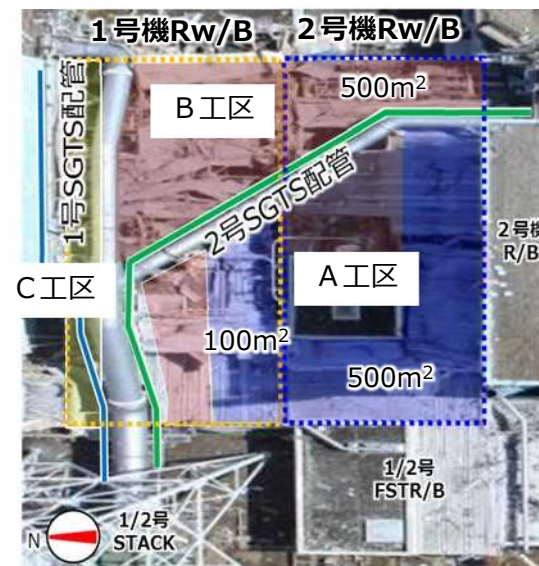 1号機Rw/B 2号機Rw/B
500m²
B工区
1号SGTS配管
2号SGTS配管
2号機
R/B
C工区
A工区
100m²
500m²
1/2号
FSTR/B
1/2号
STACK
N